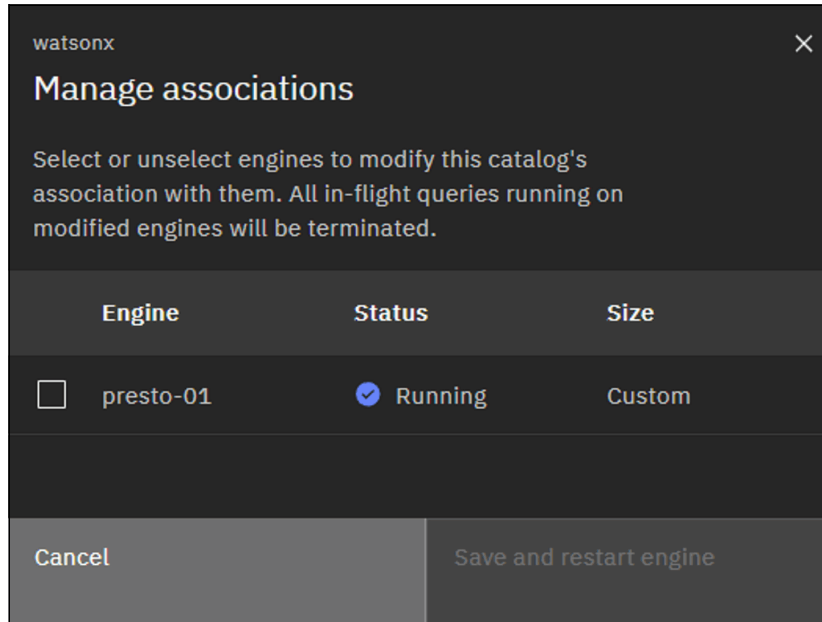 watsonx
Manage associations
Select or unselect engines to modify this catalog's
association with them. All in-flight queries running on
modified engines will be terminated.
Engine Status Size
presto-01 Running Custom
Cancel Save and restart engine